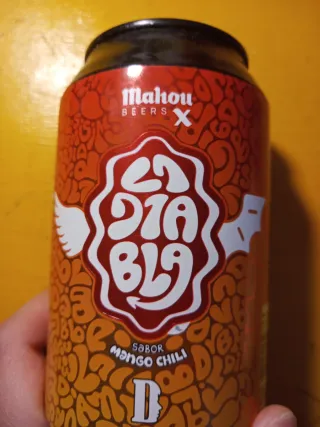 Mahou
BEERS X
LA
DIA
BLA
SABOR
MANGO CHILI
D